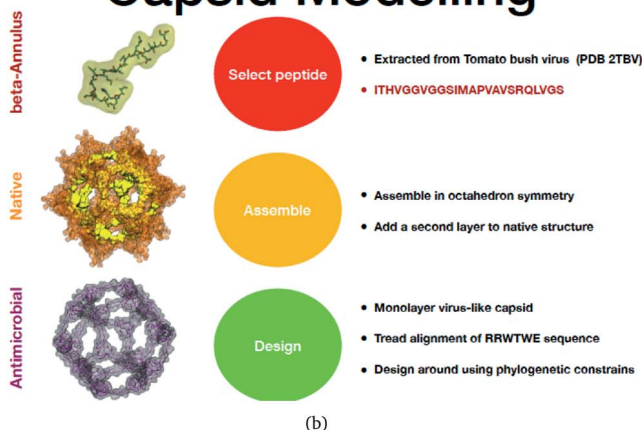 Capsid Modelling
beta-Annulus
Select peptide
• Extracted from Tomato bush virus (PDB 2TBV)
• ITHVGGVGGSIMAPVAVSRQLVGS
Native
Assemble
• Assemble in octahedron symmetry
• Add a second layer to native structure
Antimicrobial
Design
• Monolayer virus-like capsid
• Tread alignment of RRWTWE sequence
• Design around using phylogenetic constrains
(b)